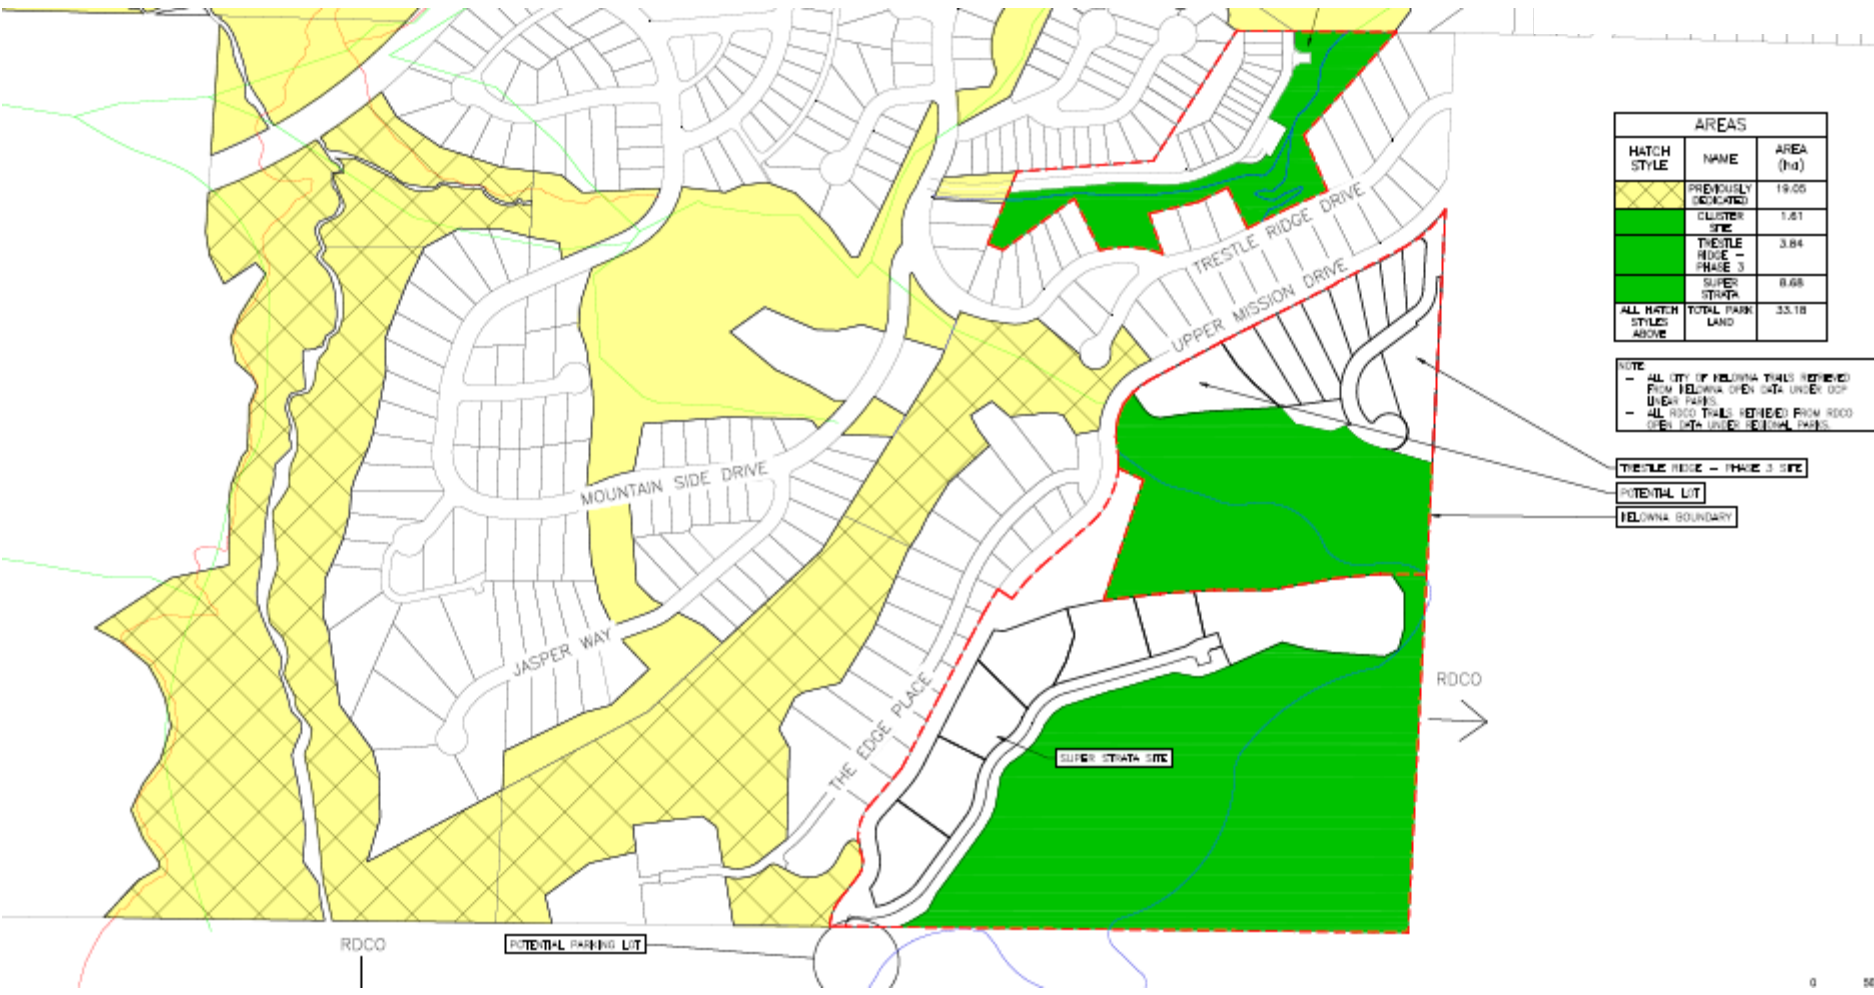 AREAS
HATCH STYLE NAME AREA (ha)
PREVIOUSLY DEDICATED 19.05
CLUSTER SITE 1.61
TRESTLE RIDGE – PHASE 3 3.84
SUPER STRATA 8.68
ALL HATCH STYLES ABOVE TOTAL PARK LAND 33.18
NOTE
– ALL CITY OF KELOWNA TRAILS RETRIEVED
FROM KELOWNA OPEN DATA UNDER OCP
LINEAR PARKS.
– ALL RDCO TRAILS RETRIEVED FROM RDCO
OPEN DATA UNDER REGIONAL PARKS.
TRESTLE RIDGE DRIVE
UPPER MISSION DRIVE
TRESTLE RIDGE – PHASE 3 SITE
POTENTIAL LOT
KELOWNA BOUNDARY
MOUNTAIN SIDE DRIVE
JASPER WAY
THE EDGE PLACE
RDCO
SUPER STRATA SITE
RDCO
POTENTIAL PARKING LOT
0